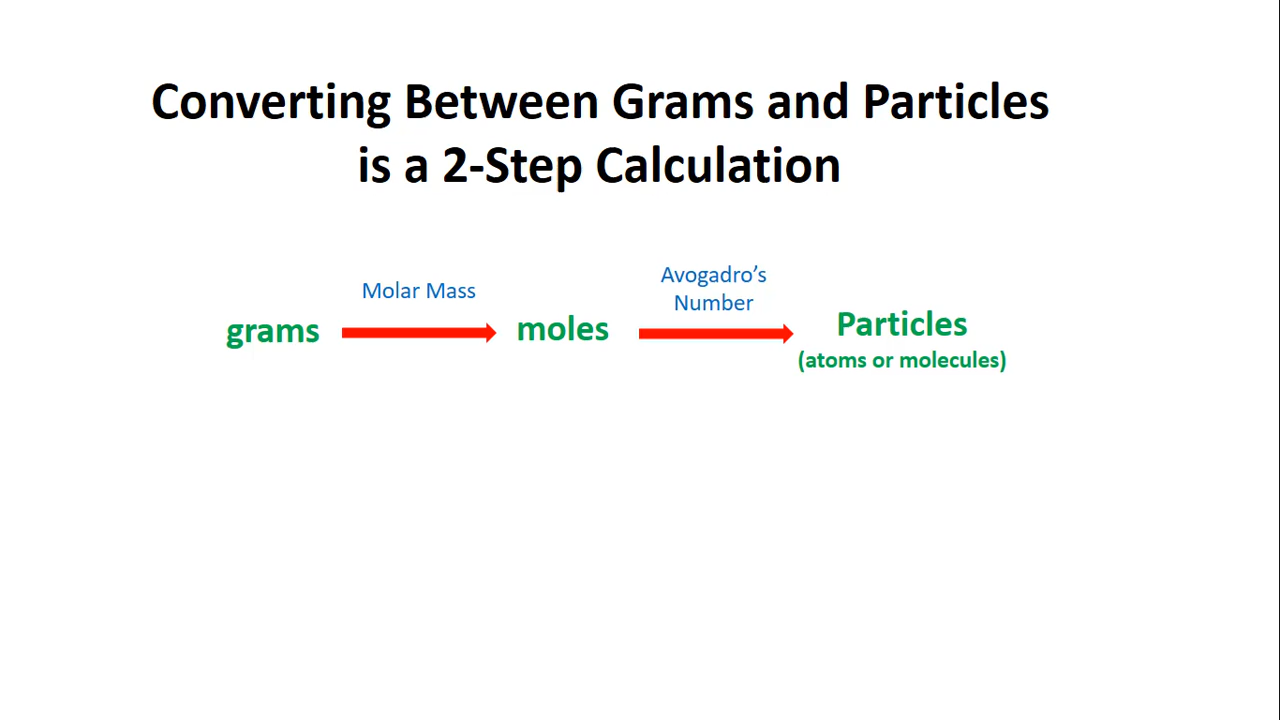 Converting Between Grams and Particles
is a 2-Step Calculation
Molar Mass
Avogadro’s
Number
grams
moles
Particles
(atoms or molecules)